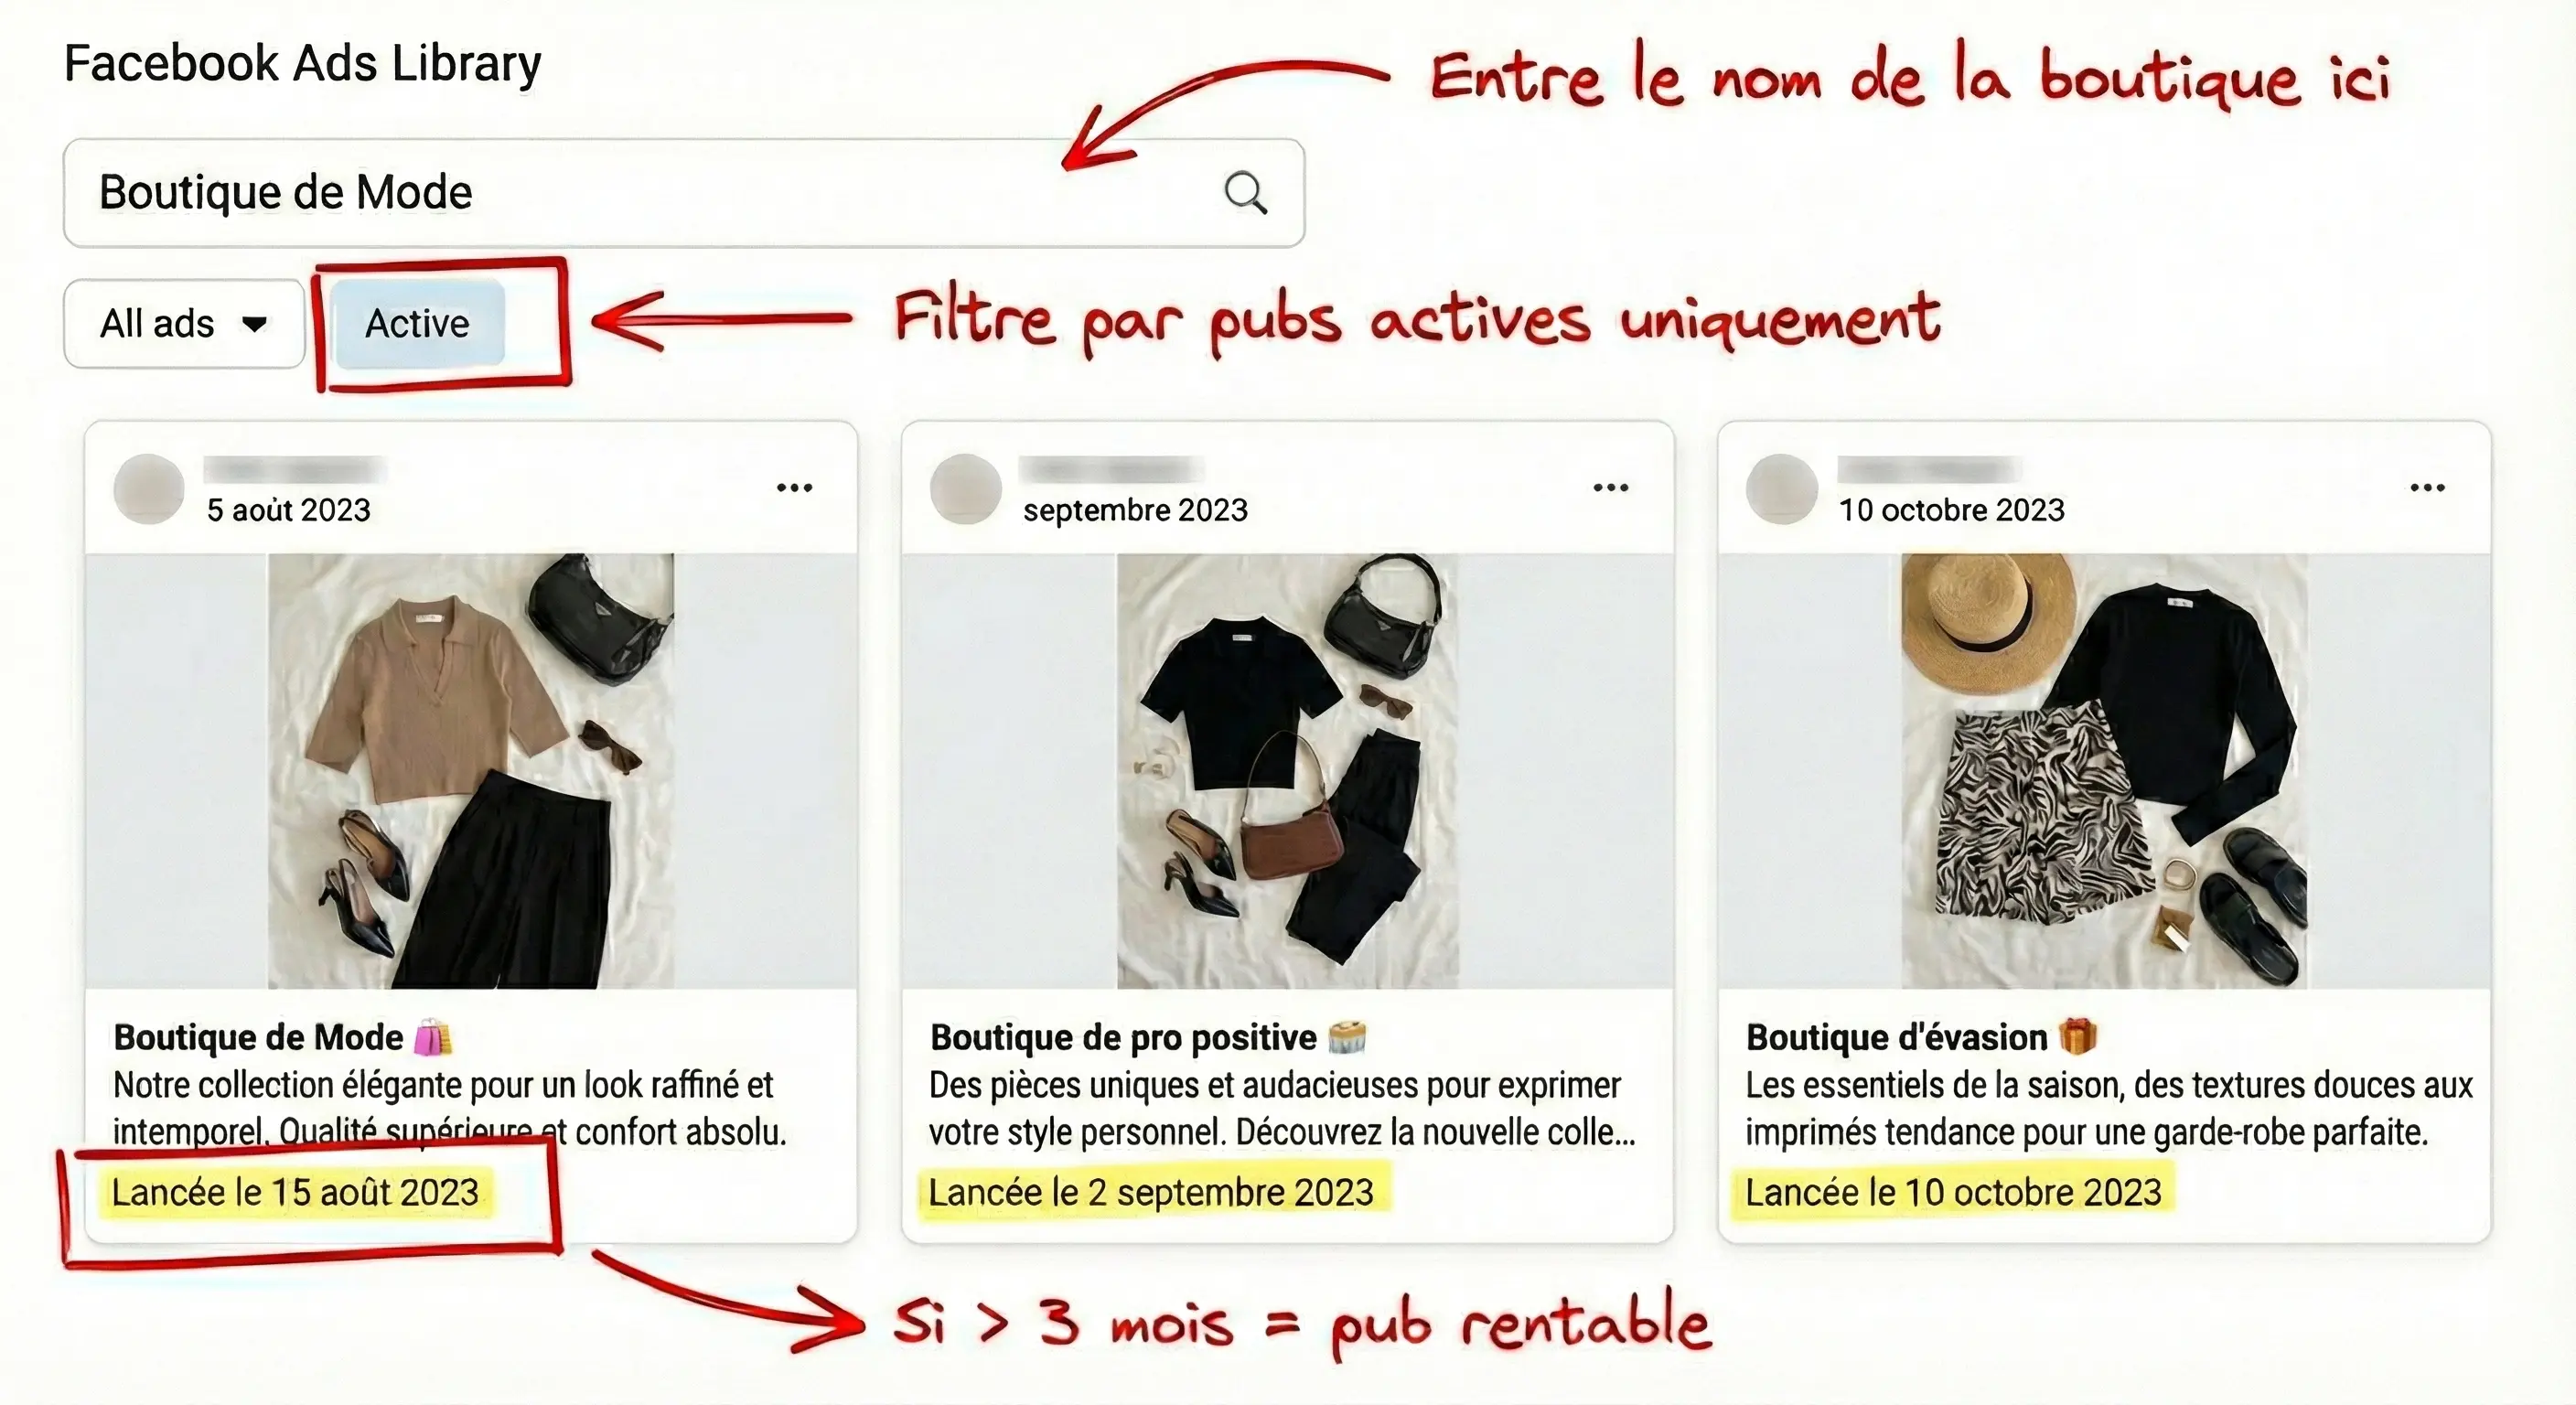 Facebook Ads Library
Entre le nom de la boutique ici
Boutique de Mode
All ads
Active
Filtre par pubs actives uniquement
5 août 2023
septembre 2023
10 octobre 2023
Boutique de Mode
Notre collection élégante pour un look raffiné et
intemporel. Qualité supérieure et confort absolu.
Lancée le 15 août 2023
Boutique de pro positive
Des pièces uniques et audacieuses pour exprimer
votre style personnel. Découvrez la nouvelle colle...
Lancée le 2 septembre 2023
Boutique d'évasion
Les essentiels de la saison, des textures douces aux
imprimés tendance pour une garde-robe parfaite.
Lancée le 10 octobre 2023
Si > 3 mois = pub rentable